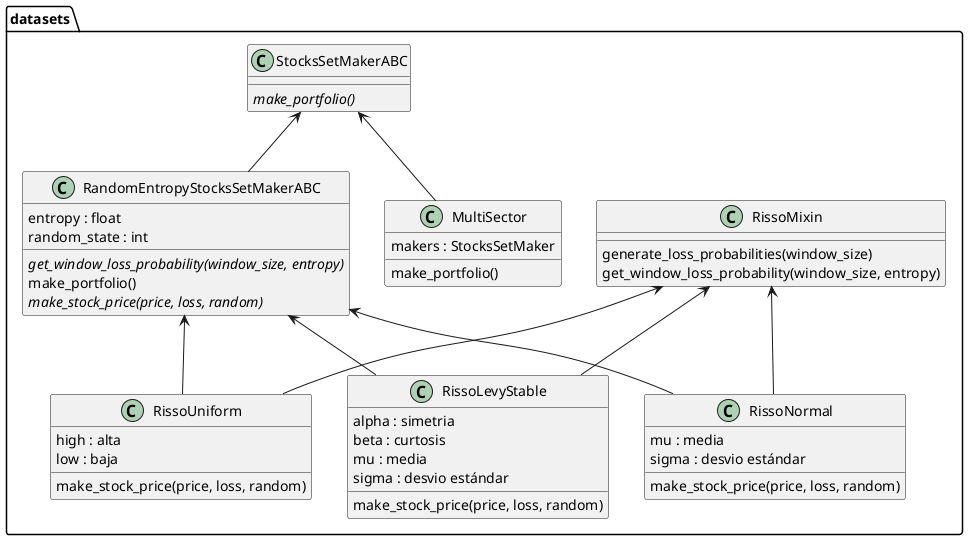 datasets
C StocksSetMakerABC
make_portfolio()
C RandomEntropyStocksSetMakerABC
entropy : float
random_state : int
get_window_loss_probability(window_size, entropy)
make_portfolio()
make_stock_price(price, loss, random)
C MultiSector
makers : StocksSetMaker
make_portfolio()
C RissoMixin
generate_loss_probabilities(window_size)
get_window_loss_probability(window_size, entropy)
C RissoUniform
high : alta
low : baja
make_stock_price(price, loss, random)
C RissoLevyStable
alpha : simetria
beta : curtosis
mu : media
sigma : desvio estándar
make_stock_price(price, loss, random)
C RissoNormal
mu : media
sigma : desvio estándar
make_stock_price(price, loss, random)